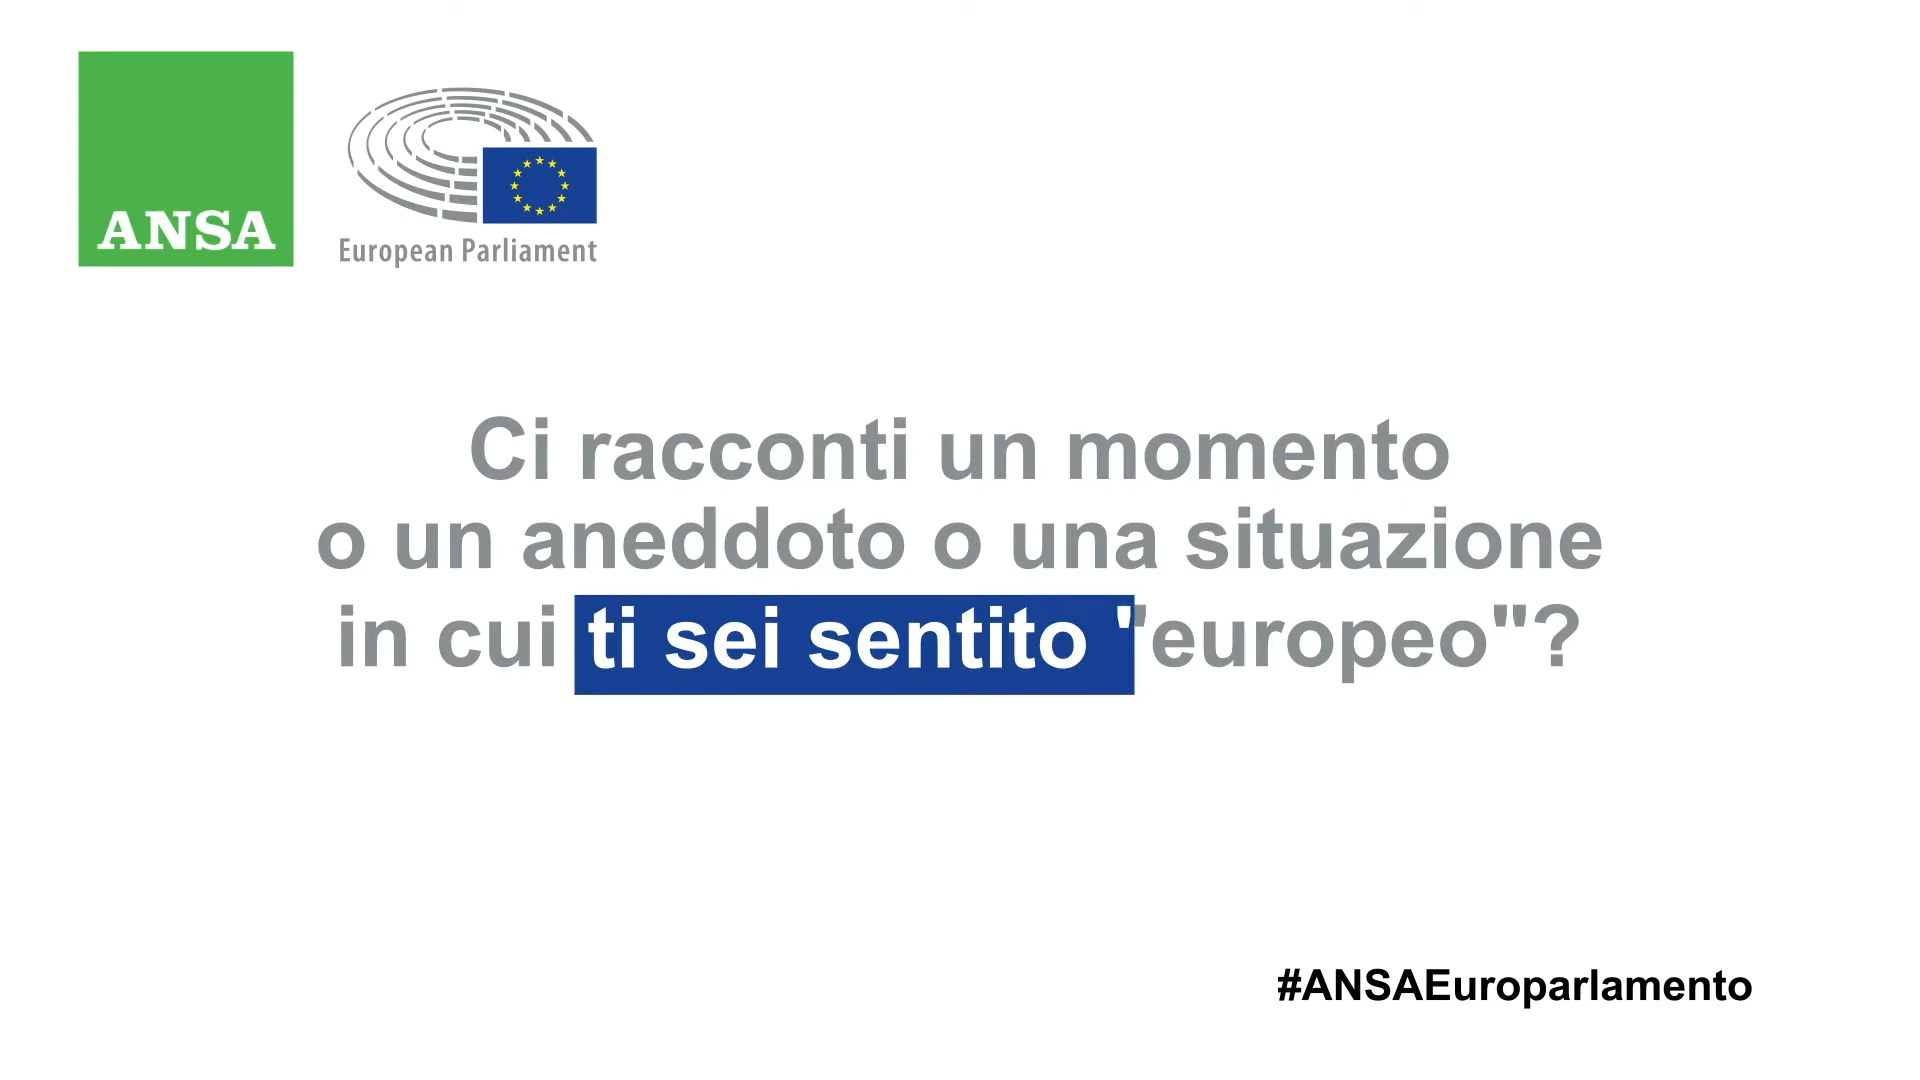 ANSA
European Parliament
Ci racconti un momento
o un aneddoto o una situazione
in cui ti sei sentito "europeo"?
#ANSAEuroparlamento